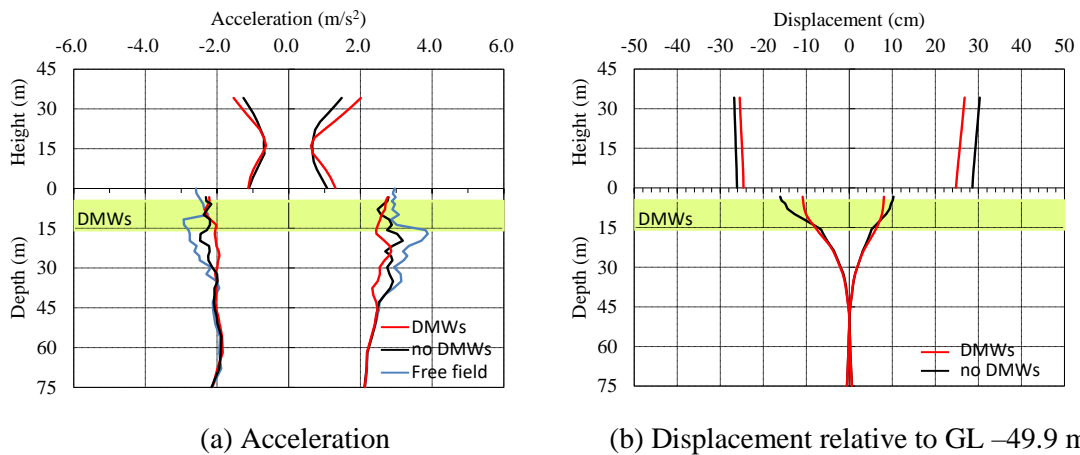 Acceleration (m/s²)
-6.0 -4.0 -2.0 0.0 2.0 4.0 6.0
45
30
15
0
Height (m)
DMWs
15
30
45
60
75
Depth (m)
DMWs
no DMWs
Free field
(a) Acceleration
Displacement (cm)
-50 -40 -30 -20 -10 0 10 20 30 40 50
45
30
15
0
Height (m)
DMWs
15
30
45
60
75
Depth (m)
DMWs
no DMWs
(b) Displacement relative to GL –49.9 m